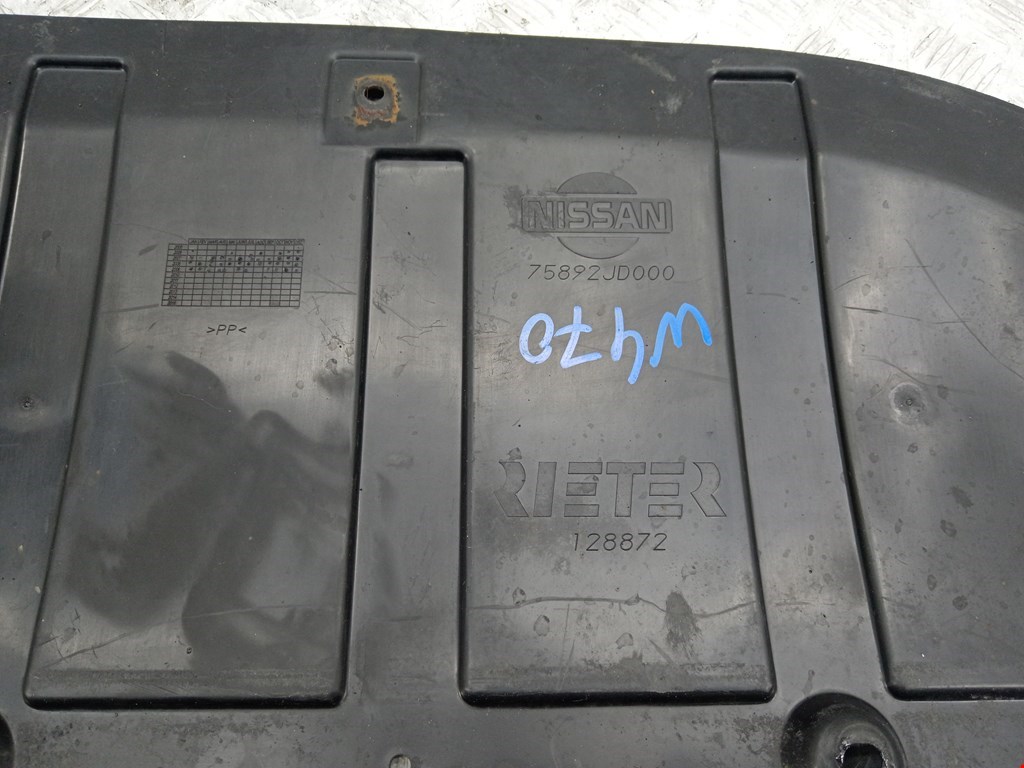 NISSAN
75892JD000
>PP<
W470
RIETER
128872